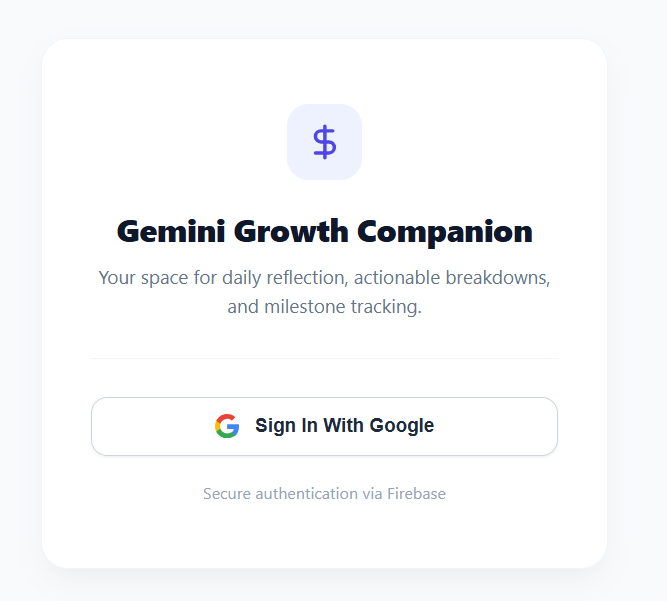 $
Gemini Growth Companion
Your space for daily reflection, actionable breakdowns,
and milestone tracking.
Sign In With Google
Secure authentication via Firebase